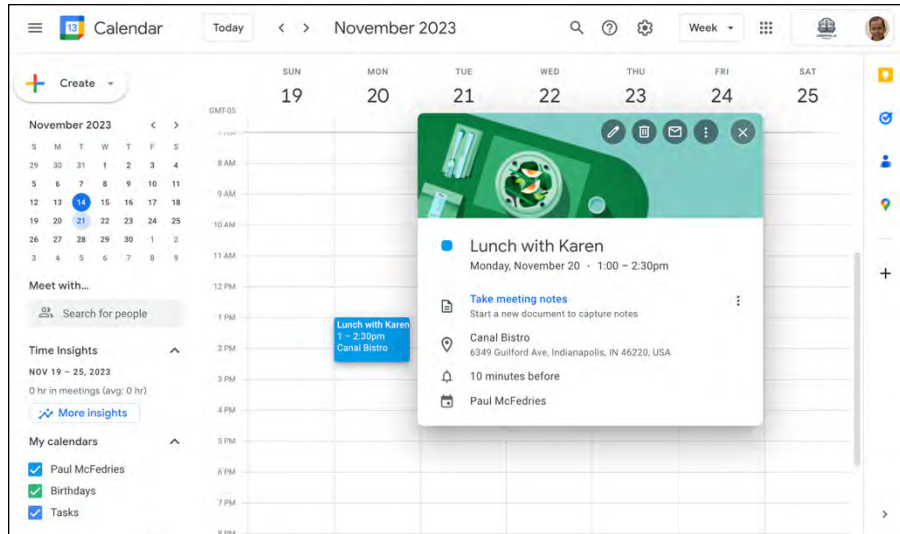 13 Calendar Today November 2023 Week
Create
November 2023
S M T W T F S
29 30 31 1 2 3 4
5 6 7 8 9 10 11
12 13 14 15 16 17 18
19 20 21 22 23 24 25
26 27 28 29 30 1 2
3 4 5 6 7 8 9
Meet with...
Search for people
Time Insights
NOV 19 – 25, 2023
0 hr in meetings (avg: 0 hr)
More insights
My calendars
Paul McFedries
Birthdays
Tasks
SUN MON TUE WED THU FRI SAT
19 20 21 22 23 24 25
GMT-05
8 AM
9 AM
10 AM
11 AM
12 PM
1 PM
2 PM
3 PM
4 PM
5 PM
6 PM
7 PM
8 PM
Lunch with Karen
1 – 2:30pm
Canal Bistro
Lunch with Karen
Monday, November 20 · 1:00 – 2:30pm
Take meeting notes
Start a new document to capture notes
Canal Bistro
6349 Guilford Ave, Indianapolis, IN 46220, USA
10 minutes before
Paul McFedries